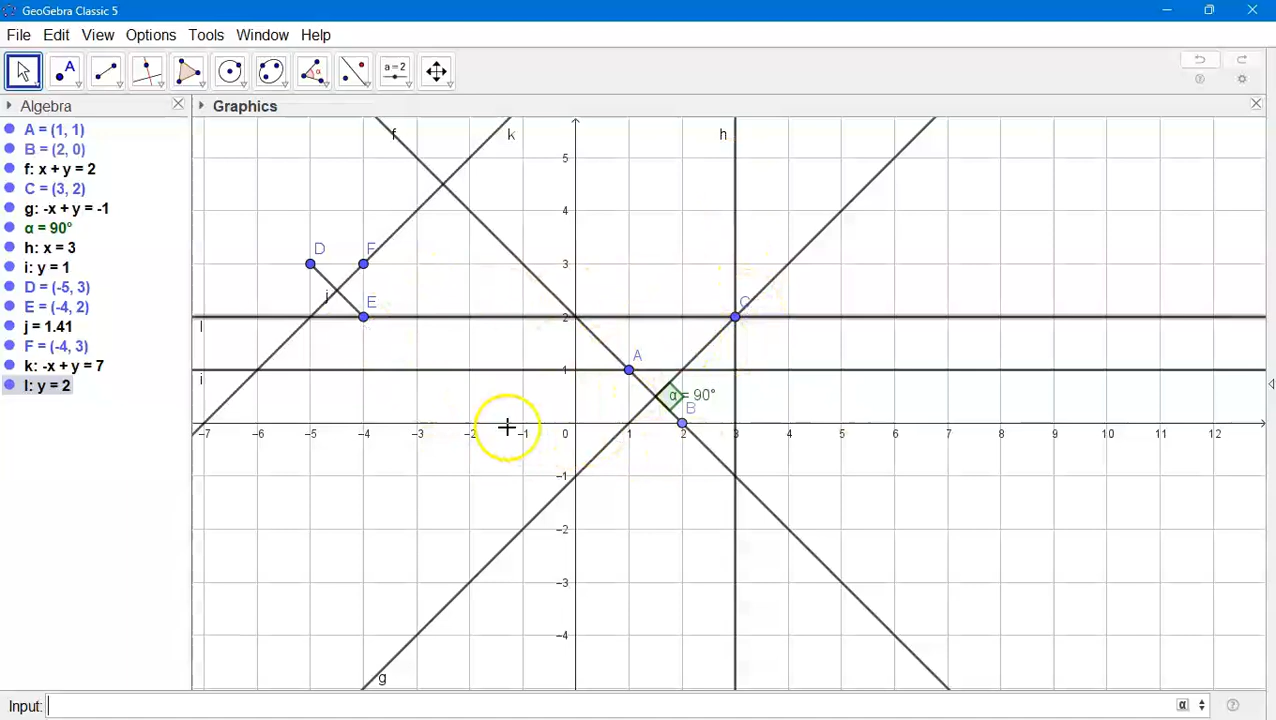 GeoGebra Classic 5
File Edit View Options Tools Window Help
A a=2 α
Algebra Graphics
A = (1, 1)
B = (2, 0)
f: x + y = 2
C = (3, 2)
g: -x + y = -1
α = 90°
h: x = 3
i: y = 1
D = (-5, 3)
E = (-4, 2)
j = 1.41
F = (-4, 3)
k: -x + y = 7
l: y = 2
f k h
5
4
D F 3
j E C
l 2
A
i 1
α = 90°
B
-7 -6 -5 -4 -3 -2 -1 0 1 2 3 4 5 6 7 8 9 10 11 12
-1
-2
-3
-4
g
Input: α